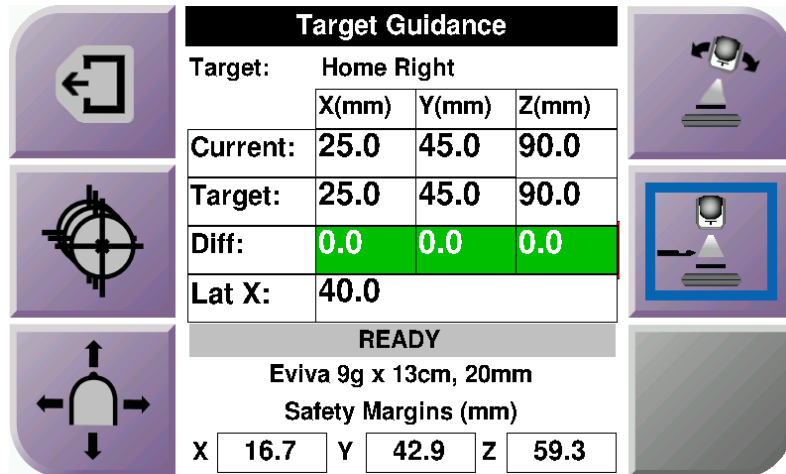 Target Guidance
Target: Home Right
X(mm) Y(mm) Z(mm)
Current: 25.0 45.0 90.0
Target: 25.0 45.0 90.0
Diff: 0.0 0.0 0.0
Lat X: 40.0
READY
Eviva 9g x 13cm, 20mm
Safety Margins (mm)
X 16.7 Y 42.9 Z 59.3